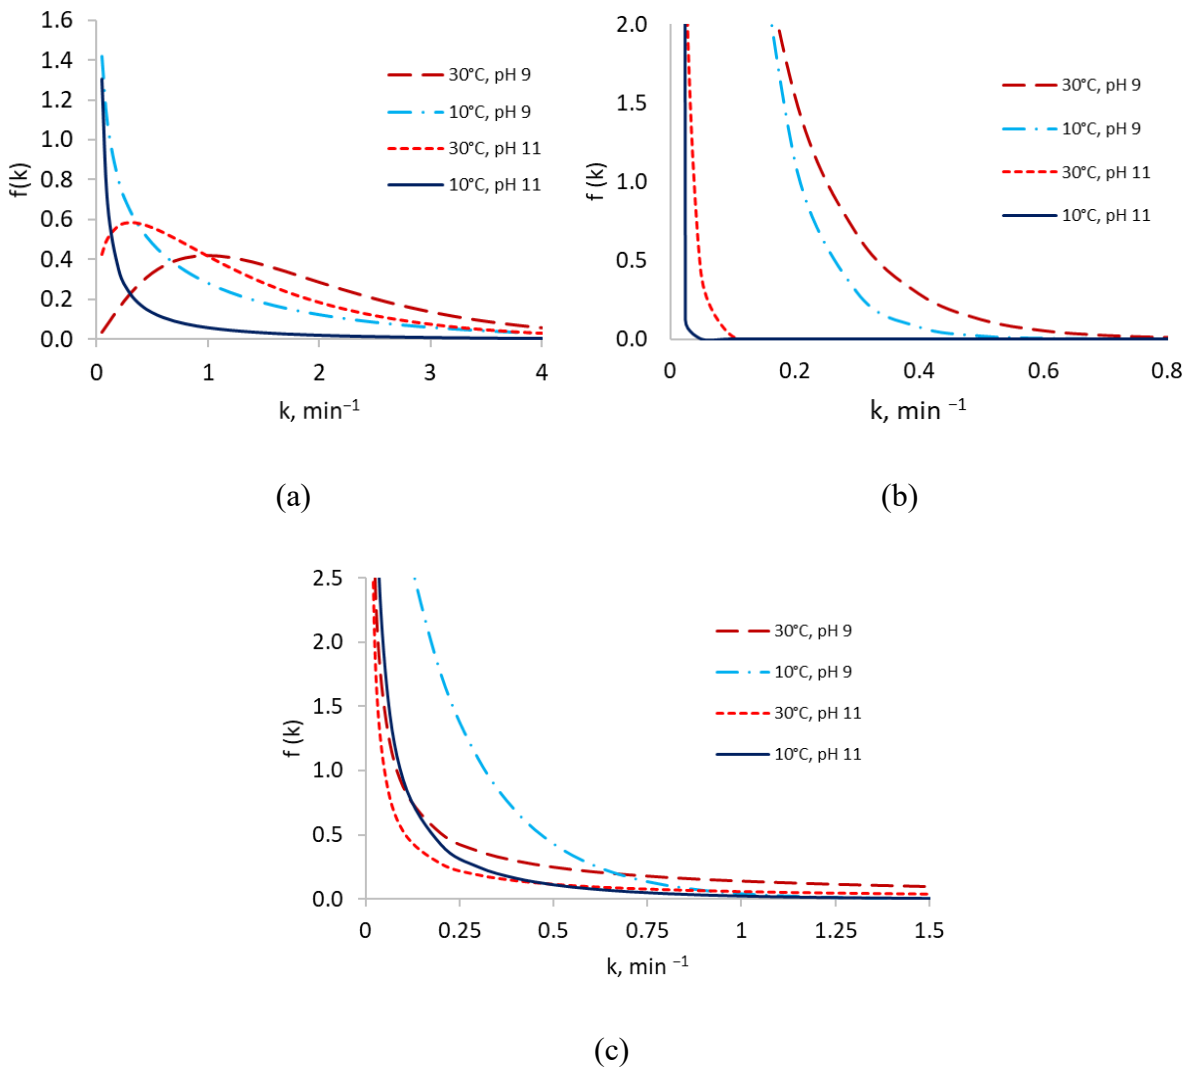 1.6
1.4
1.2
1.0
0.8
0.6
0.4
0.2
0.0
f(k)
30°C, pH 9
10°C, pH 9
30°C, pH 11
10°C, pH 11
0 1 2 3 4
k, min⁻¹
(a)
2.0
1.5
1.0
0.5
0.0
f (k)
30°C, pH 9
10°C, pH 9
30°C, pH 11
10°C, pH 11
0 0.2 0.4 0.6 0.8
k, min ⁻¹
(b)
2.5
2.0
1.5
1.0
0.5
0.0
f (k)
30°C, pH 9
10°C, pH 9
30°C, pH 11
10°C, pH 11
0 0.25 0.5 0.75 1 1.25 1.5
k, min ⁻¹
(c)